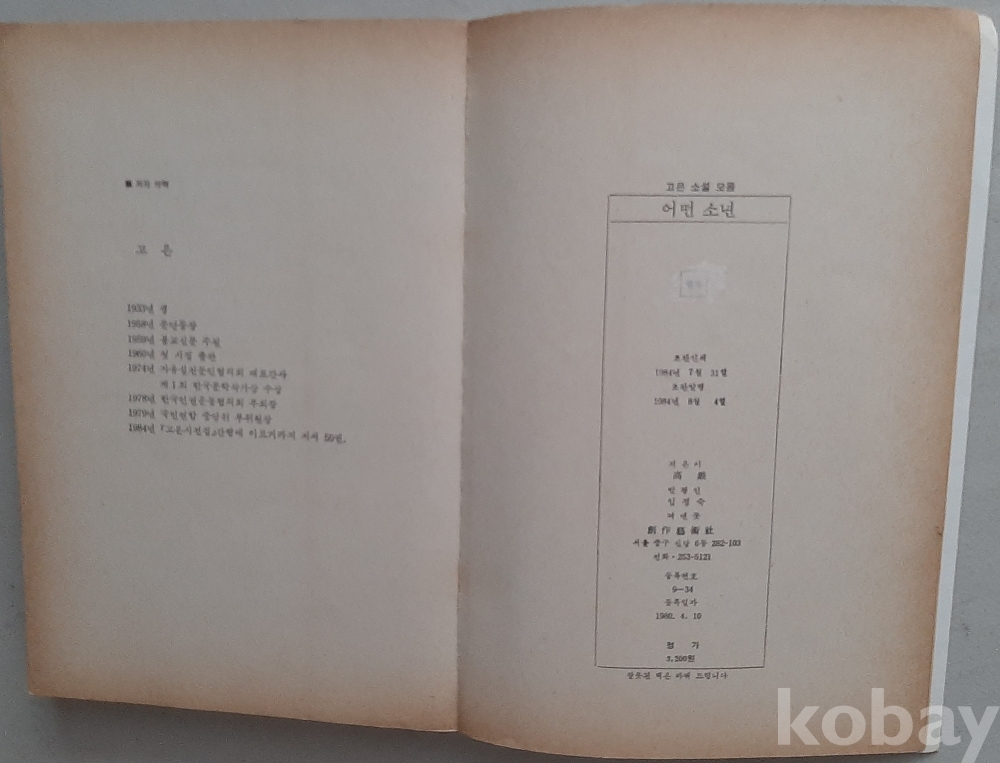 ■ 저자 약력
고 은
1933년 생
1958년 문단등장
1959년 불교신문 주필
1960년 첫 시집 출판
1974년 자유실천문인협의회 대표간사
제1회 한국문학작가상 수상
1978년 한국인권운동협의회 부회장
1979년 국민연합 중앙위 부위원장
1984년 『고은시전집』간행에 이르기까지 저서 50권.
고은 소설 모음
어떤 소년
초판인쇄
1984년 7월 31일
초판발행
1984년 8월 4일
지은이
高 銀
발행인
임경숙
펴낸곳
創作藝術社
서울 중구 신당 6동 282-103
전화·253-5121
등록번호
9-34
등록일자
1980. 4. 10
정 가
3,200원
잘못된 책은 바꿔 드립니다
kobay